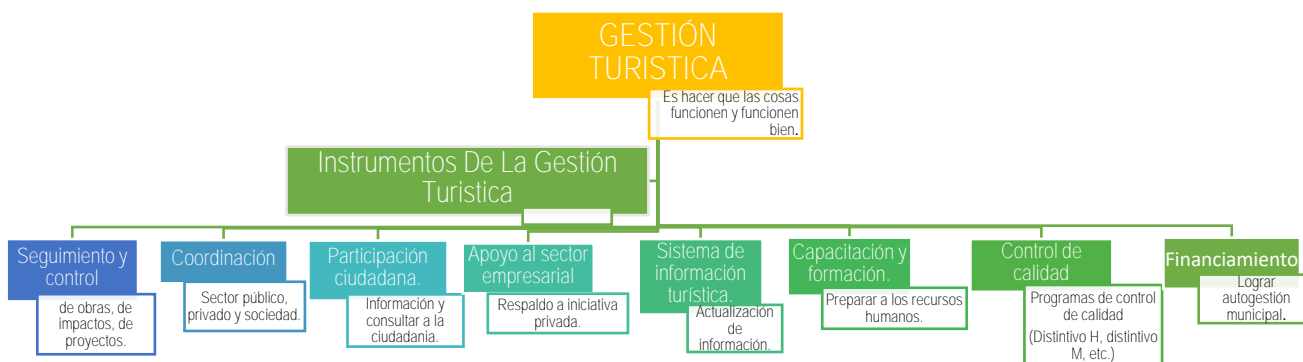 GESTIÓN
TURISTICA
Es hacer que las cosas
funcionen y funcionen
bien.
Instrumentos De La Gestión
Turistica
Seguimiento y
control
de obras, de
impactos, de
proyectos.
Coordinación
Sector público,
privado y sociedad.
Participación
ciudadana.
Información y
consultar a la
ciudadanía.
Apoyo al sector
empresarial
Respaldo a iniciativa
privada.
Sistema de
información
turística.
Actualización
de
información.
Capacitación y
formación.
Preparar a los recursos
humanos.
Control de
calidad
Programas de control
de calidad
(Distintivo H, distintivo
M, etc.)
Financiamiento
Lograr
autogestión
municipal.